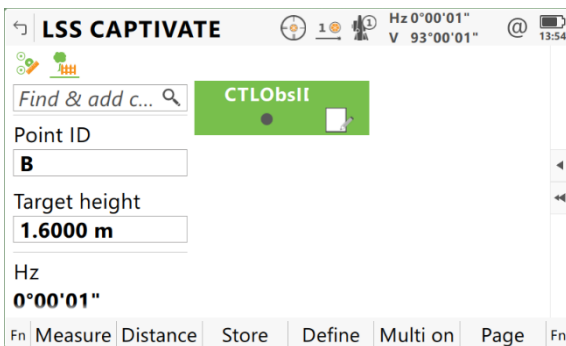 LSS CAPTIVATE
1
1
Hz 0°00'01"
V 93°00'01"
@
13:54
Find & add c...
CTLObsII
Point ID
B
Target height
1.6000 m
Hz
0°00'01"
Fn Measure Distance Store Define Multi on Page Fn